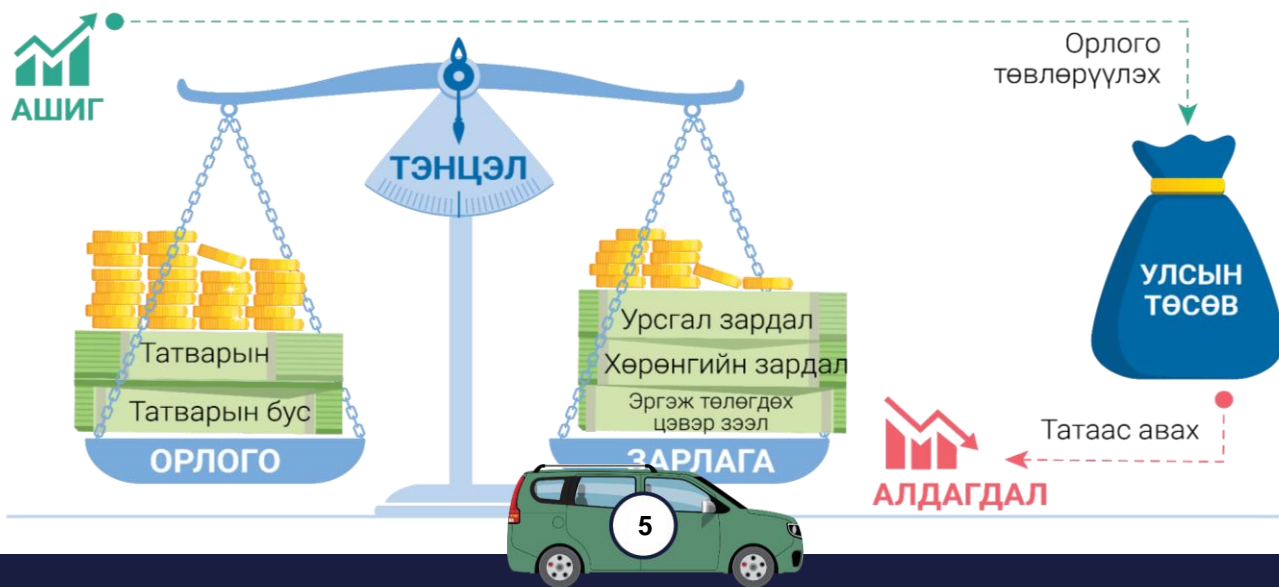 АШИГ
Орлого
төвлөрүүлэх
ТЭНЦЭЛ
УЛСЫН
ТӨСӨВ
Татварын
Татварын бус
ОРЛОГО
Урсгал зардал
Хөрөнгийн зардал
Эргэж төлөгдөх
цэвэр зээл
ЗАРЛАГА
Татаас авах
АЛДАГДАЛ
5